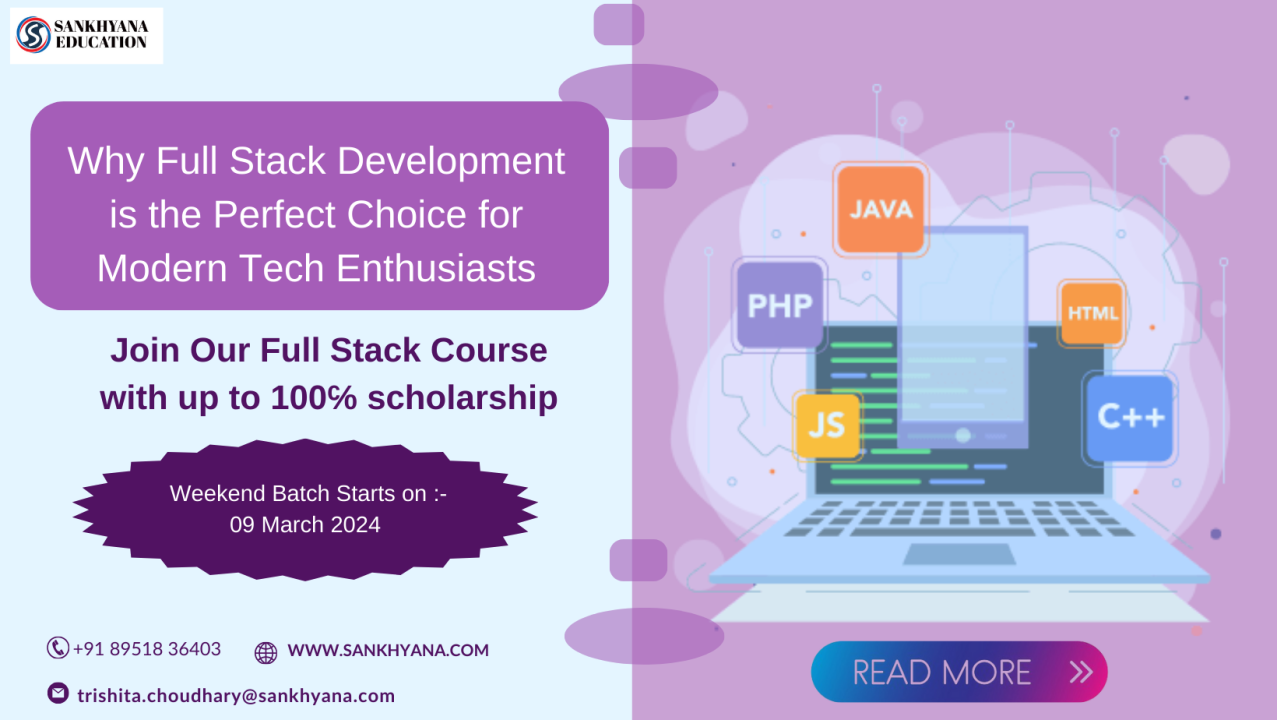 SANKHYANA
EDUCATION
Why Full Stack Development
is the Perfect Choice for
Modern Tech Enthusiasts
Join Our Full Stack Course
with up to 100℅ scholarship
Weekend Batch Starts on :-
09 March 2024
+91 89518 36403
WWW.SANKHYANA.COM
trishita.choudhary@sankhyana.com
JAVA
PHP
HTML
JS
C++
READ MORE